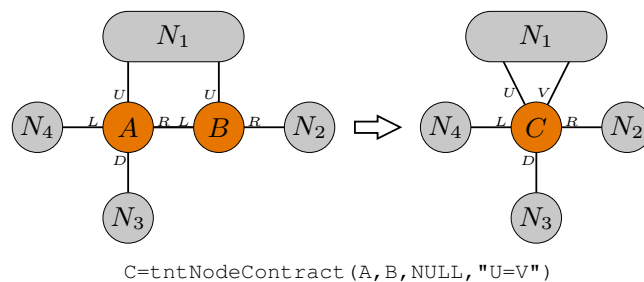 N1 N1
U U U V
N4 L A R L B R N2 N4 L C R N2
D D
N3 N3
C=tntNodeContract(A,B,NULL,"U=V")